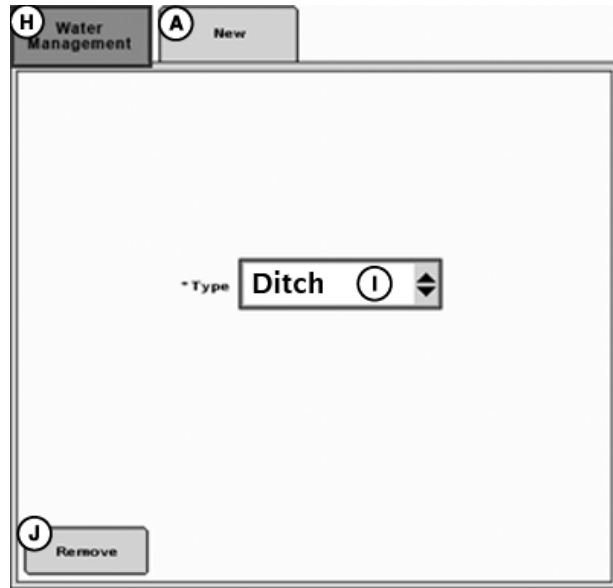 H Water
Management
A New
*Type Ditch I
J Remove